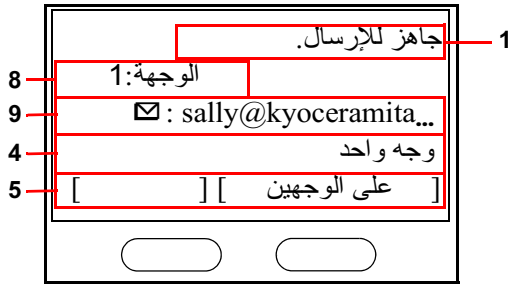 جاهز للإرسال. 1
8 الوجهة:1
9 : sally@kyoceramita...
4 وجه واحد
5 [ على الوجهين ] [ ]